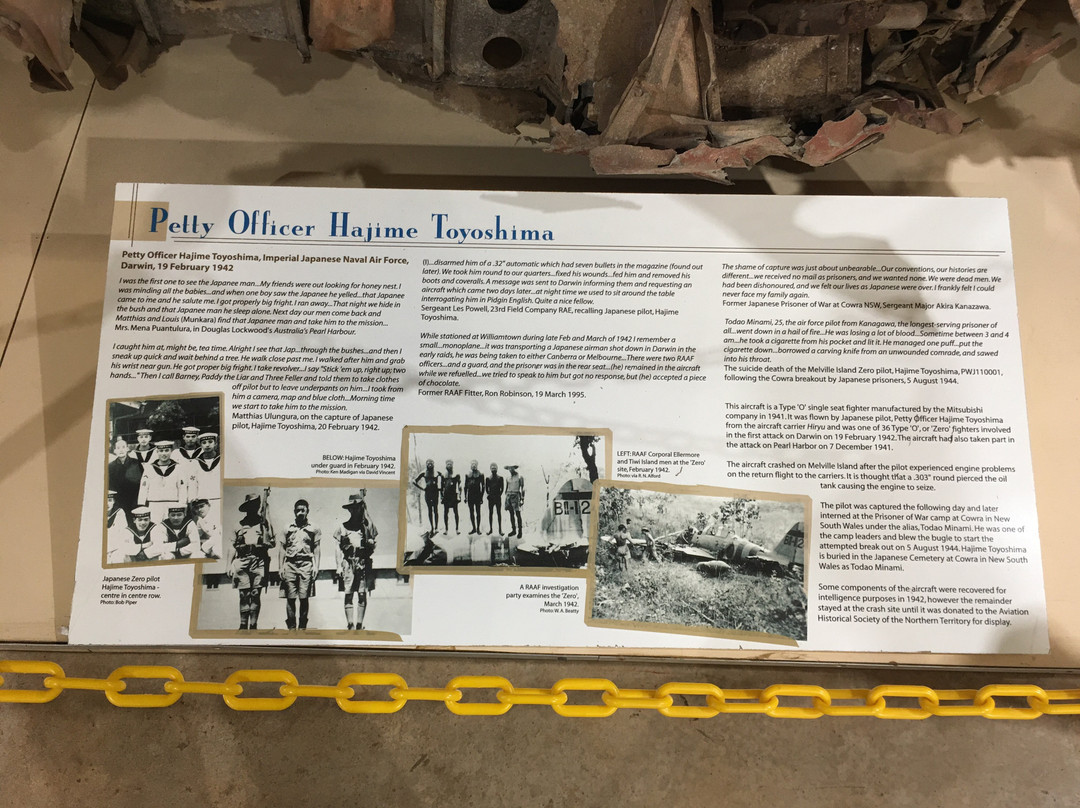 Petty Officer Hajime Toyoshima
Petty Officer Hajime Toyoshima, Imperial Japanese Naval Air Force,
Darwin, 19 February 1942
I was the first one to see the Japanee man...My friends were out looking for honey nest. I
was minding all the babies...and when one boy saw the Japanee he yelled...that Japanee
came to me and he salute me. I got properly big fright. I ran away...That night we hide in
the bush and that Japanee man he sleep alone. Next day our men come back and
Matthias and Louis (Munkara) find that Japanee man and take him to the mission...
Mrs. Mena Puantulura, in Douglas Lockwood's Australia's Pearl Harbour.
I caught him at, might be, tea time. Alright I see that Jap...through the bushes...and then I
sneak up quick and wait behind a tree. He walk close past me. I walked after him and grab
his wrist near gun. He got proper big fright. I take revolver...I say "Stick 'em up, right up; two
hands..." Then I call Barney, Paddy the Liar and Three Feller and told them to take clothes
off pilot but to leave underpants on him...I took from
him a camera, map and blue cloth...Morning time
we start to take him to the mission.
Matthias Ulungura, on the capture of Japanese
pilot, Hajime Toyoshima, 20 February 1942.
BELOW: Hajime Toyoshima
under guard in February 1942.
Photo: Ken Madigan via David Vincent
Japanese Zero pilot
Hajime Toyoshima -
centre in centre row.
Photo: Bob Piper
(I)...disarmed him of a .32" automatic which had seven bullets in the magazine (found out
later). We took him round to our quarters...fixed his wounds...fed him and removed his
boots and coveralls. A message was sent to Darwin informing them and requesting an
aircraft which came two days later...at night time we used to sit around the table
interrogating him in Pidgin English. Quite a nice fellow.
Sergeant Les Powell, 23rd Field Company RAE, recalling Japanese pilot, Hajime
Toyoshima.
While stationed at Williamtown during late Feb and March of 1942 I remember a
small...monoplane...it was transporting a Japanese airman shot down in Darwin in the
early raids, he was being taken to either Canberra or Melbourne...There were two RAAF
officers...and a guard, and the prisoner was in the rear seat...(he) remained in the aircraft
while we refuelled...we tried to speak to him but got no response, but (he) accepted a piece
of chocolate.
Former RAAF Fitter, Ron Robinson, 19 March 1995.
LEFT: RAAF Corporal Ellermore
and Tiwi Island men at the 'Zero'
site, February 1942.
Photo via R. N. Alford
B1-12
A RAAF investigation
party examines the 'Zero',
March 1942.
Photo: W. A. Beatty
The shame of capture was just about unbearable...Our conventions, our histories are
different...we received no mail as prisoners, and we wanted none. We were dead men. We
had been dishonoured, and we felt our lives as Japanese were over. I frankly felt I could
never face my family again.
Former Japanese Prisoner of War at Cowra NSW, Sergeant Major Akira Kanazawa.
Todao Minami, 25, the air force pilot from Kanagawa, the longest-serving prisoner of
all...went down in a hail of fire...He was losing a lot of blood...Sometime between 3 and 4
am...he took a cigarette from his pocket and lit it. He managed one puff...put the
cigarette down...borrowed a carving knife from an unwounded comrade, and sawed
into his throat.
The suicide death of the Melville Island Zero pilot, Hajime Toyoshima, PWJ110001,
following the Cowra breakout by Japanese prisoners, 5 August 1944.
This aircraft is a Type 'O' single seat fighter manufactured by the Mitsubishi
company in 1941. It was flown by Japanese pilot, Petty Officer Hajime Toyoshima
from the aircraft carrier Hiryu and was one of 36 Type 'O', or 'Zero' fighters involved
in the first attack on Darwin on 19 February 1942. The aircraft had also taken part in
the attack on Pearl Harbor on 7 December 1941.
The aircraft crashed on Melville Island after the pilot experienced engine problems
on the return flight to the carriers. It is thought that a .303" round pierced the oil
tank causing the engine to seize.
The pilot was captured the following day and later
interned at the Prisoner of War camp at Cowra in New
South Wales under the alias, Todao Minami. He was one of
the camp leaders and blew the bugle to start the
attempted break out on 5 August 1944. Hajime Toyoshima
is buried in the Japanese Cemetery at Cowra in New South
Wales as Todao Minami.
Some components of the aircraft were recovered for
intelligence purposes in 1942, however the remainder
stayed at the crash site until it was donated to the Aviation
Historical Society of the Northern Territory for display.